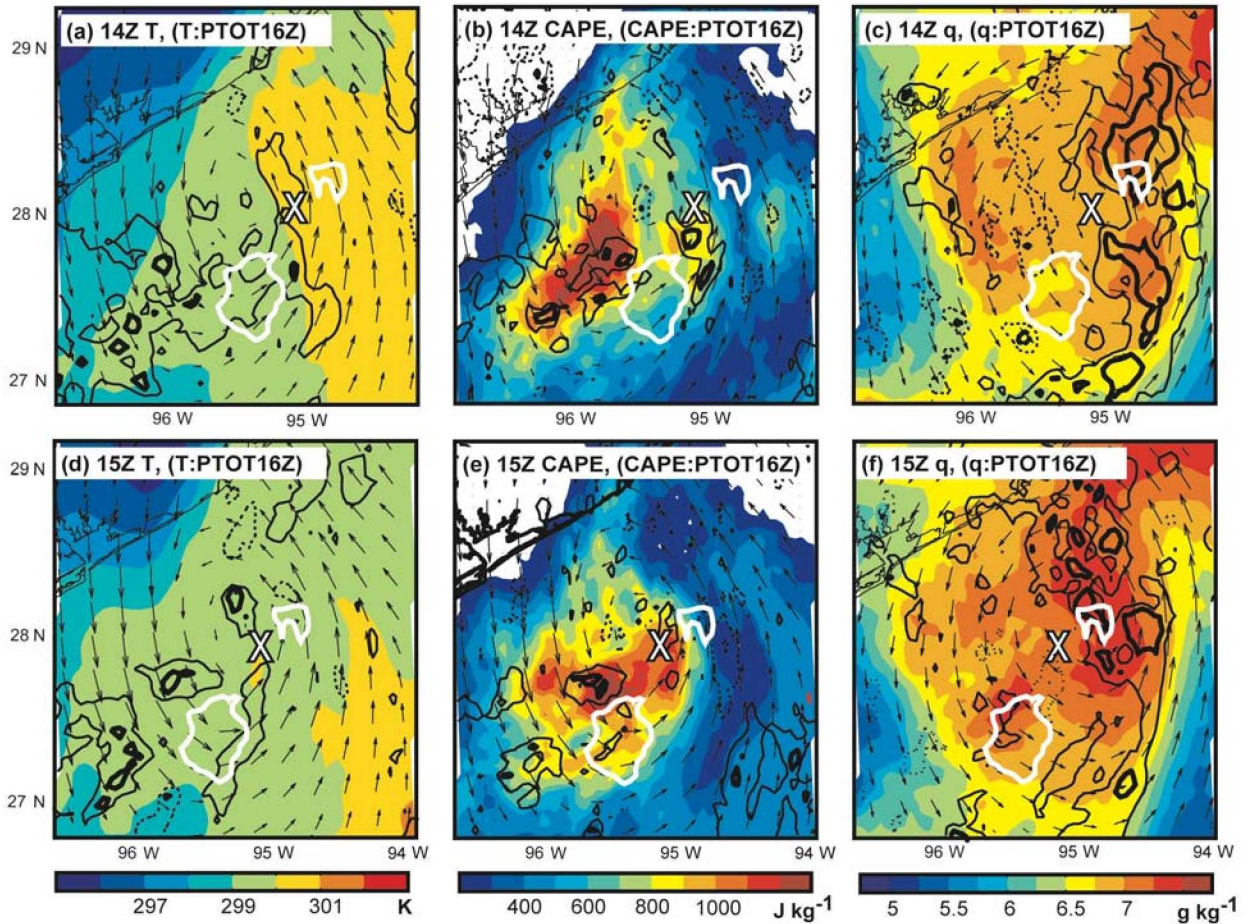 (a) 14Z T, (T:PTOT16Z)
(b) 14Z CAPE, (CAPE:PTOT16Z)
(c) 14Z q, (q:PTOT16Z)
29 N
28 N
27 N
X
X
X
96 W 95 W
96 W 95 W
96 W 95 W
(d) 15Z T, (T:PTOT16Z)
(e) 15Z CAPE, (CAPE:PTOT16Z)
(f) 15Z q, (q:PTOT16Z)
29 N
28 N
27 N
X
X
X
96 W 95 W 94 W
96 W 95 W
96 W 95 W 94 W
297 299 301 K
400 600 800 1000 J kg-1
5 5.5 6 6.5 7 g kg-1